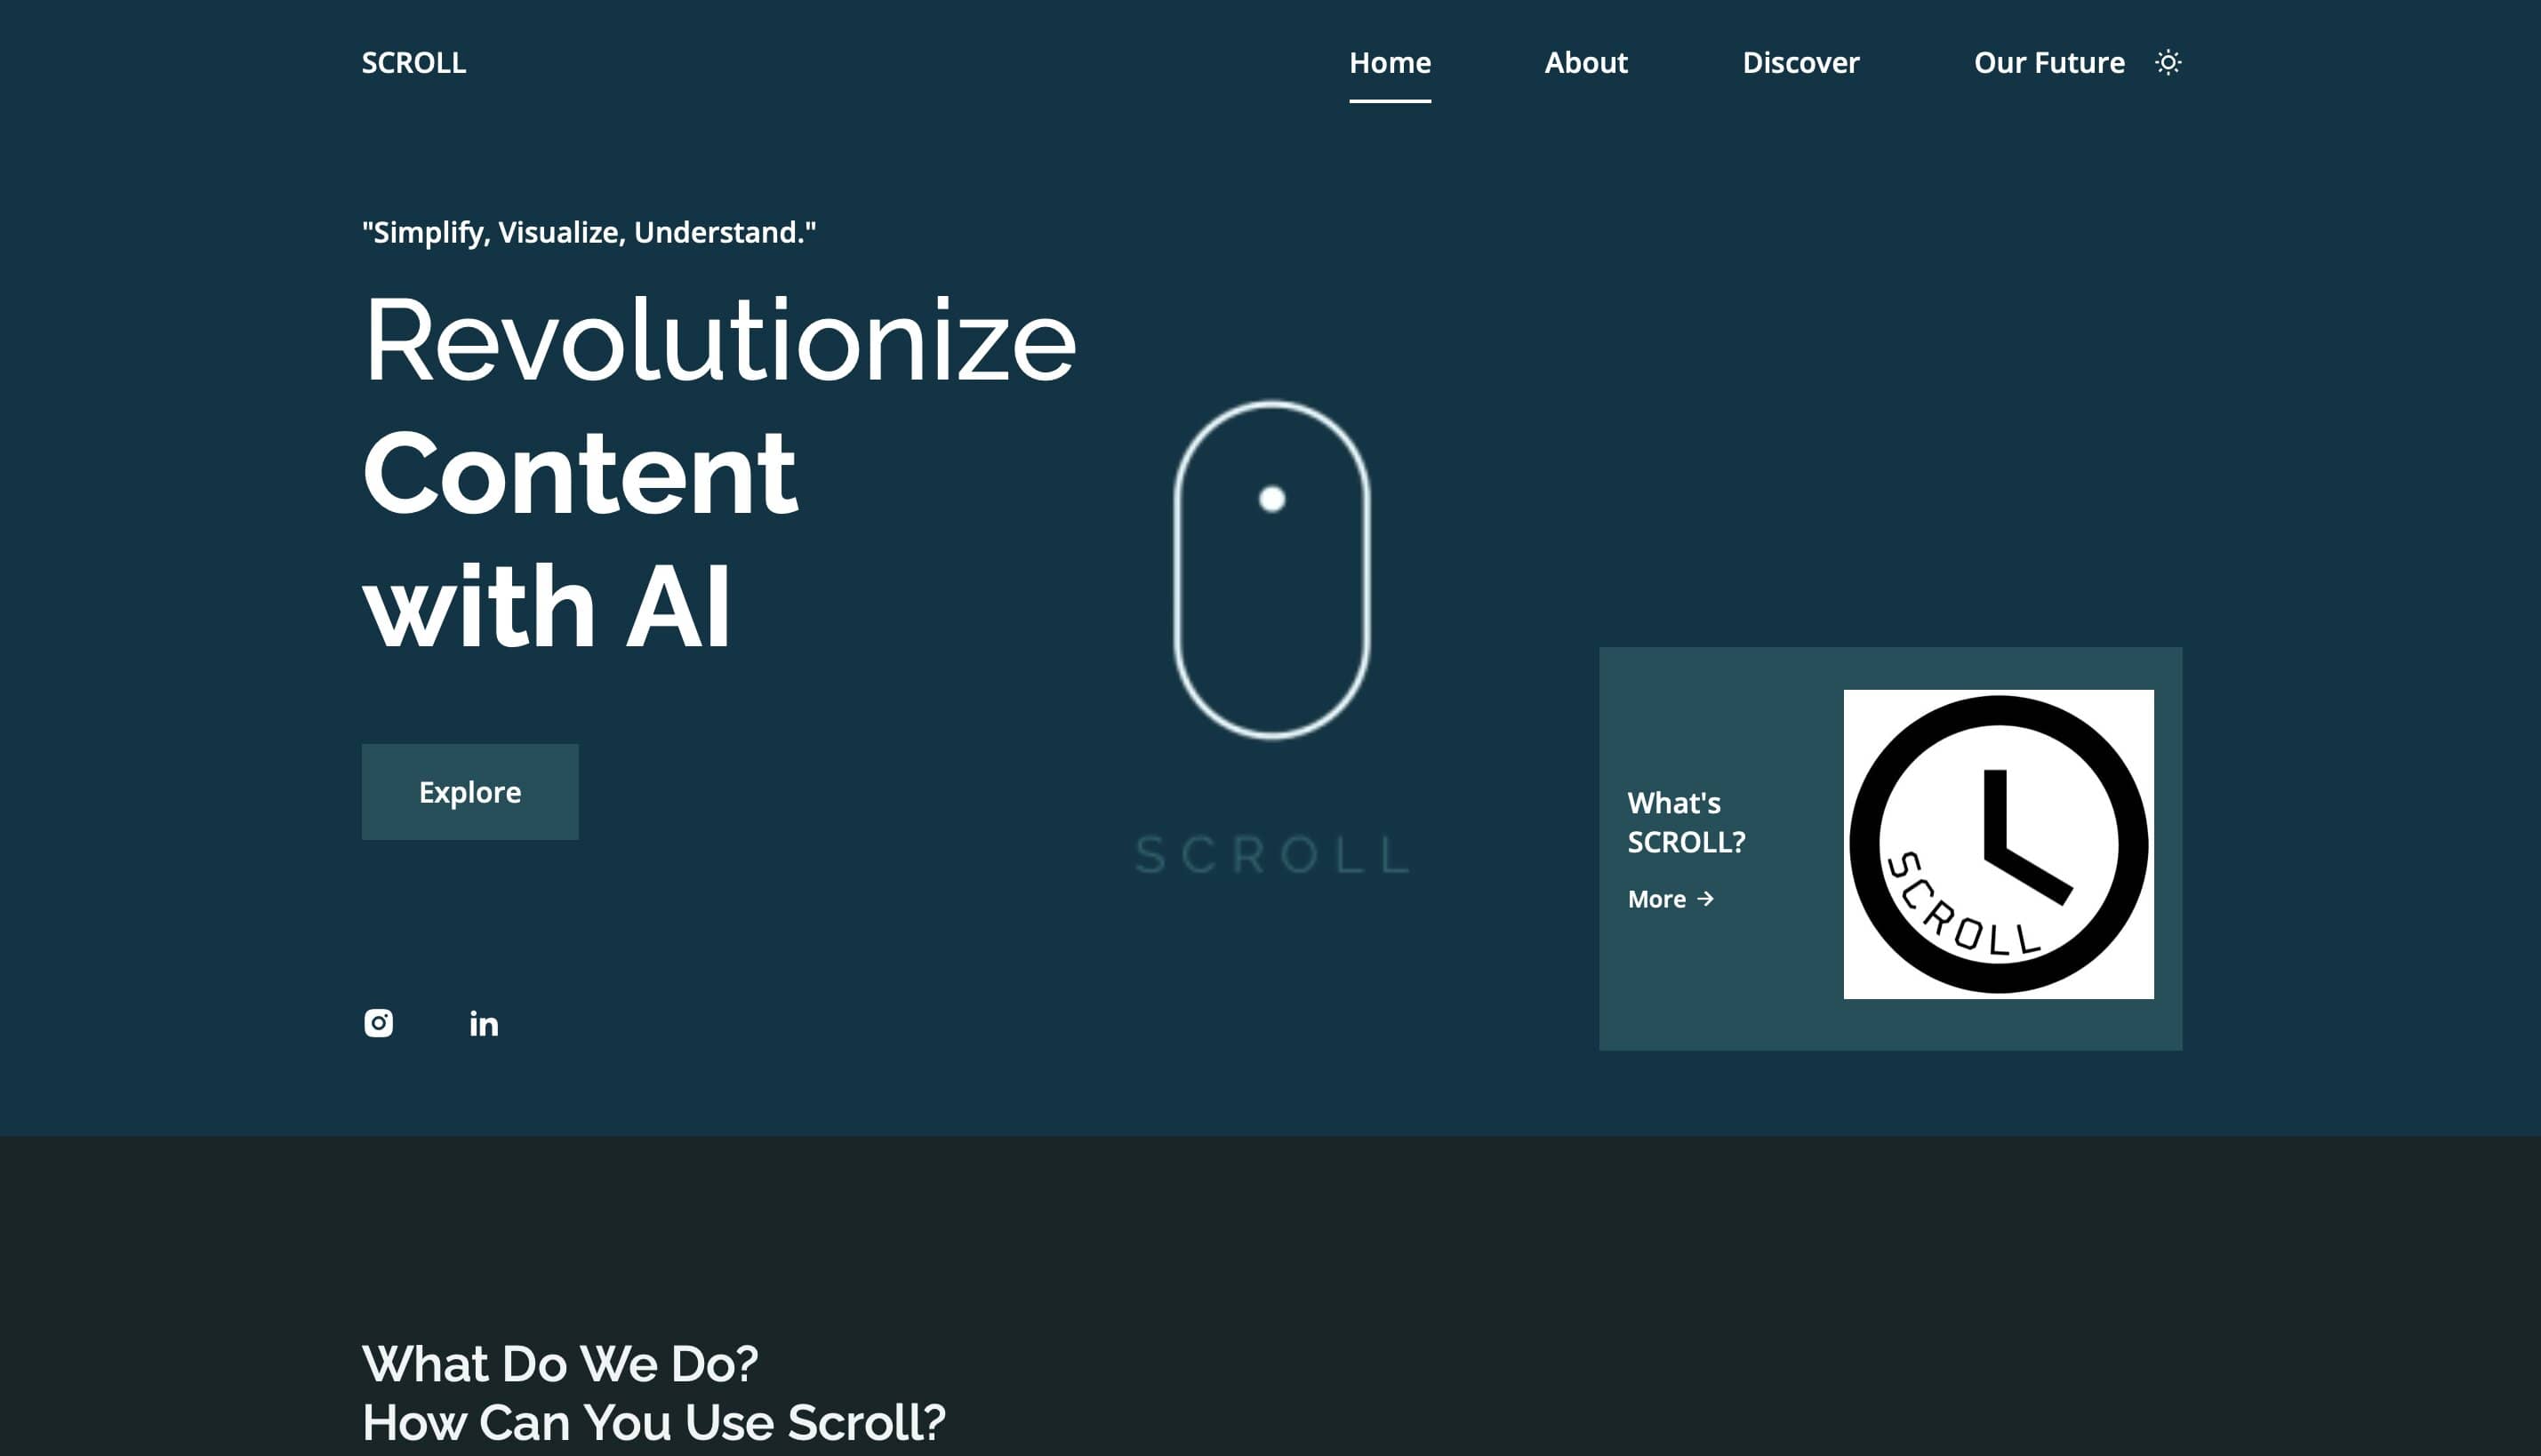 SCROLL
Home
About
Discover
Our Future
"Simplify, Visualize, Understand."
Revolutionize
Content
with AI
Explore
SCROLL
What's
SCROLL?
More →
SCROLL
in
What Do We Do?
How Can You Use Scroll?